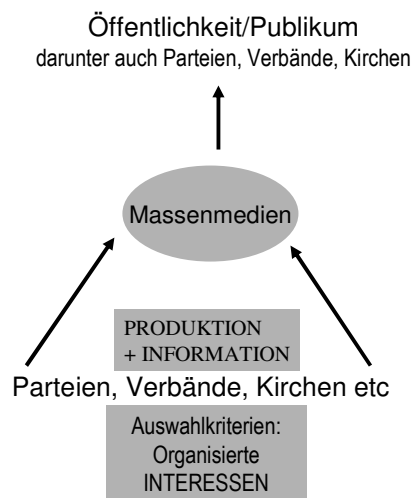 Öffentlichkeit/Publikum
darunter auch Parteien, Verbände, Kirchen
Massenmedien
PRODUKTION
+ INFORMATION
Parteien, Verbände, Kirchen etc
Auswahlkriterien:
Organisierte
INTERESSEN